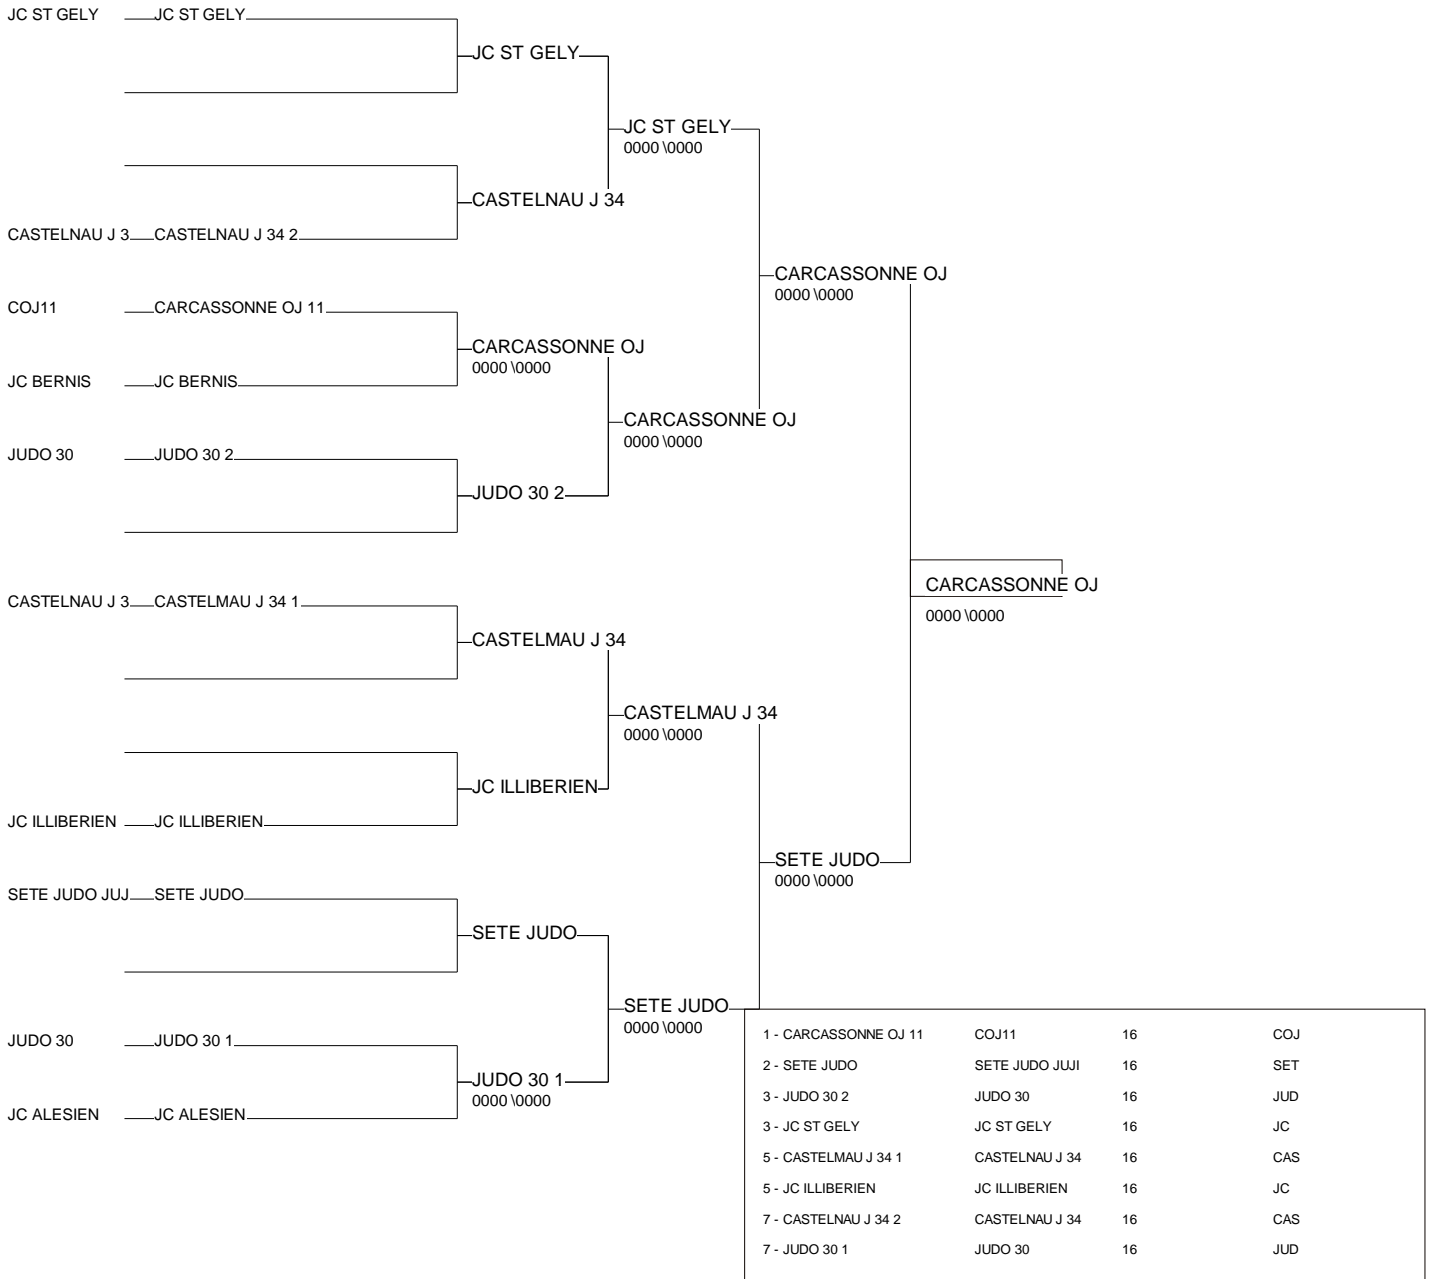 JC ST GELY JC ST GELY
JC ST GELY
JC ST GELY
0000 \0000
CASTELNAU J 34
CASTELNAU J 3 CASTELNAU J 34 2
CARCASSONNE OJ
0000 \0000
COJ11 CARCASSONNE OJ 11
CARCASSONNE OJ
0000 \0000
JC BERNIS JC BERNIS
CARCASSONNE OJ
0000 \0000
JUDO 30 JUDO 30 2
JUDO 30 2
CARCASSONNE OJ
0000 \0000
CASTELNAU J 3 CASTELMAU J 34 1
CASTELMAU J 34
CASTELMAU J 34
0000 \0000
JC ILLIBERIEN
JC ILLIBERIEN JC ILLIBERIEN
SETE JUDO
0000 \0000
SETE JUDO JUJ SETE JUDO
SETE JUDO
SETE JUDO
0000 \0000
JUDO 30 JUDO 30 1
JUDO 30 1
0000 \0000
JC ALESIEN JC ALESIEN
1 - CARCASSONNE OJ 11 COJ11 16 COJ
2 - SETE JUDO SETE JUDO JUJI 16 SET
3 - JUDO 30 2 JUDO 30 16 JUD
3 - JC ST GELY JC ST GELY 16 JC
5 - CASTELMAU J 34 1 CASTELNAU J 34 16 CAS
5 - JC ILLIBERIEN JC ILLIBERIEN 16 JC
7 - CASTELNAU J 34 2 CASTELNAU J 34 16 CAS
7 - JUDO 30 1 JUDO 30 16 JUD